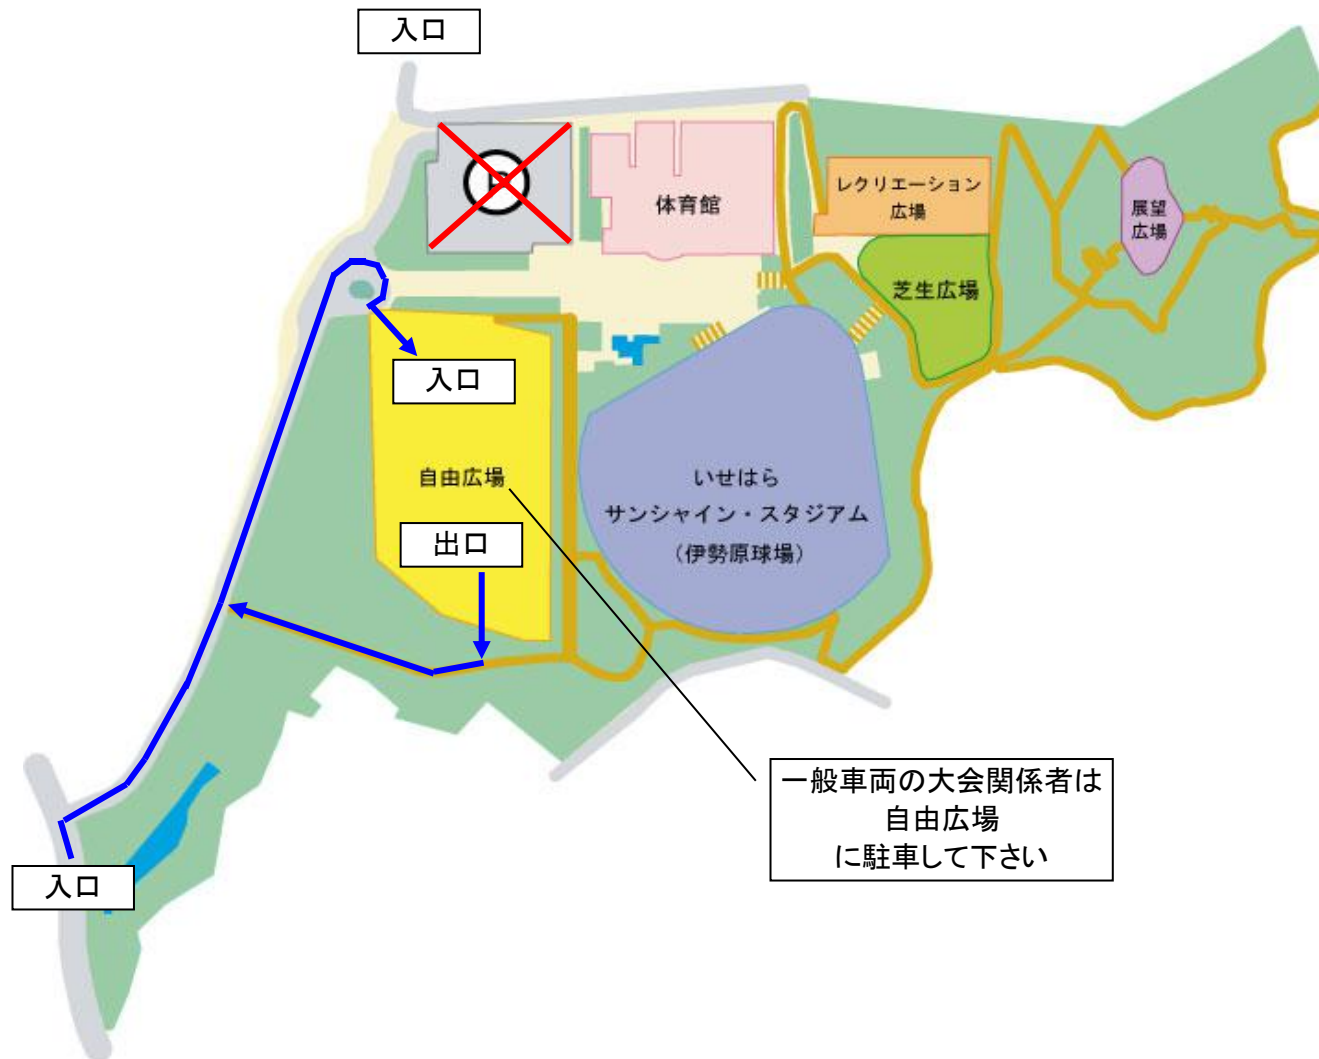 入口
P
体育館
レクリエーション
広場
展望
広場
芝生広場
入口
自由広場
いせはら
サンシャイン・スタジアム
（伊勢原球場）
出口
一般車両の大会関係者は
自由広場
に駐車して下さい
入口